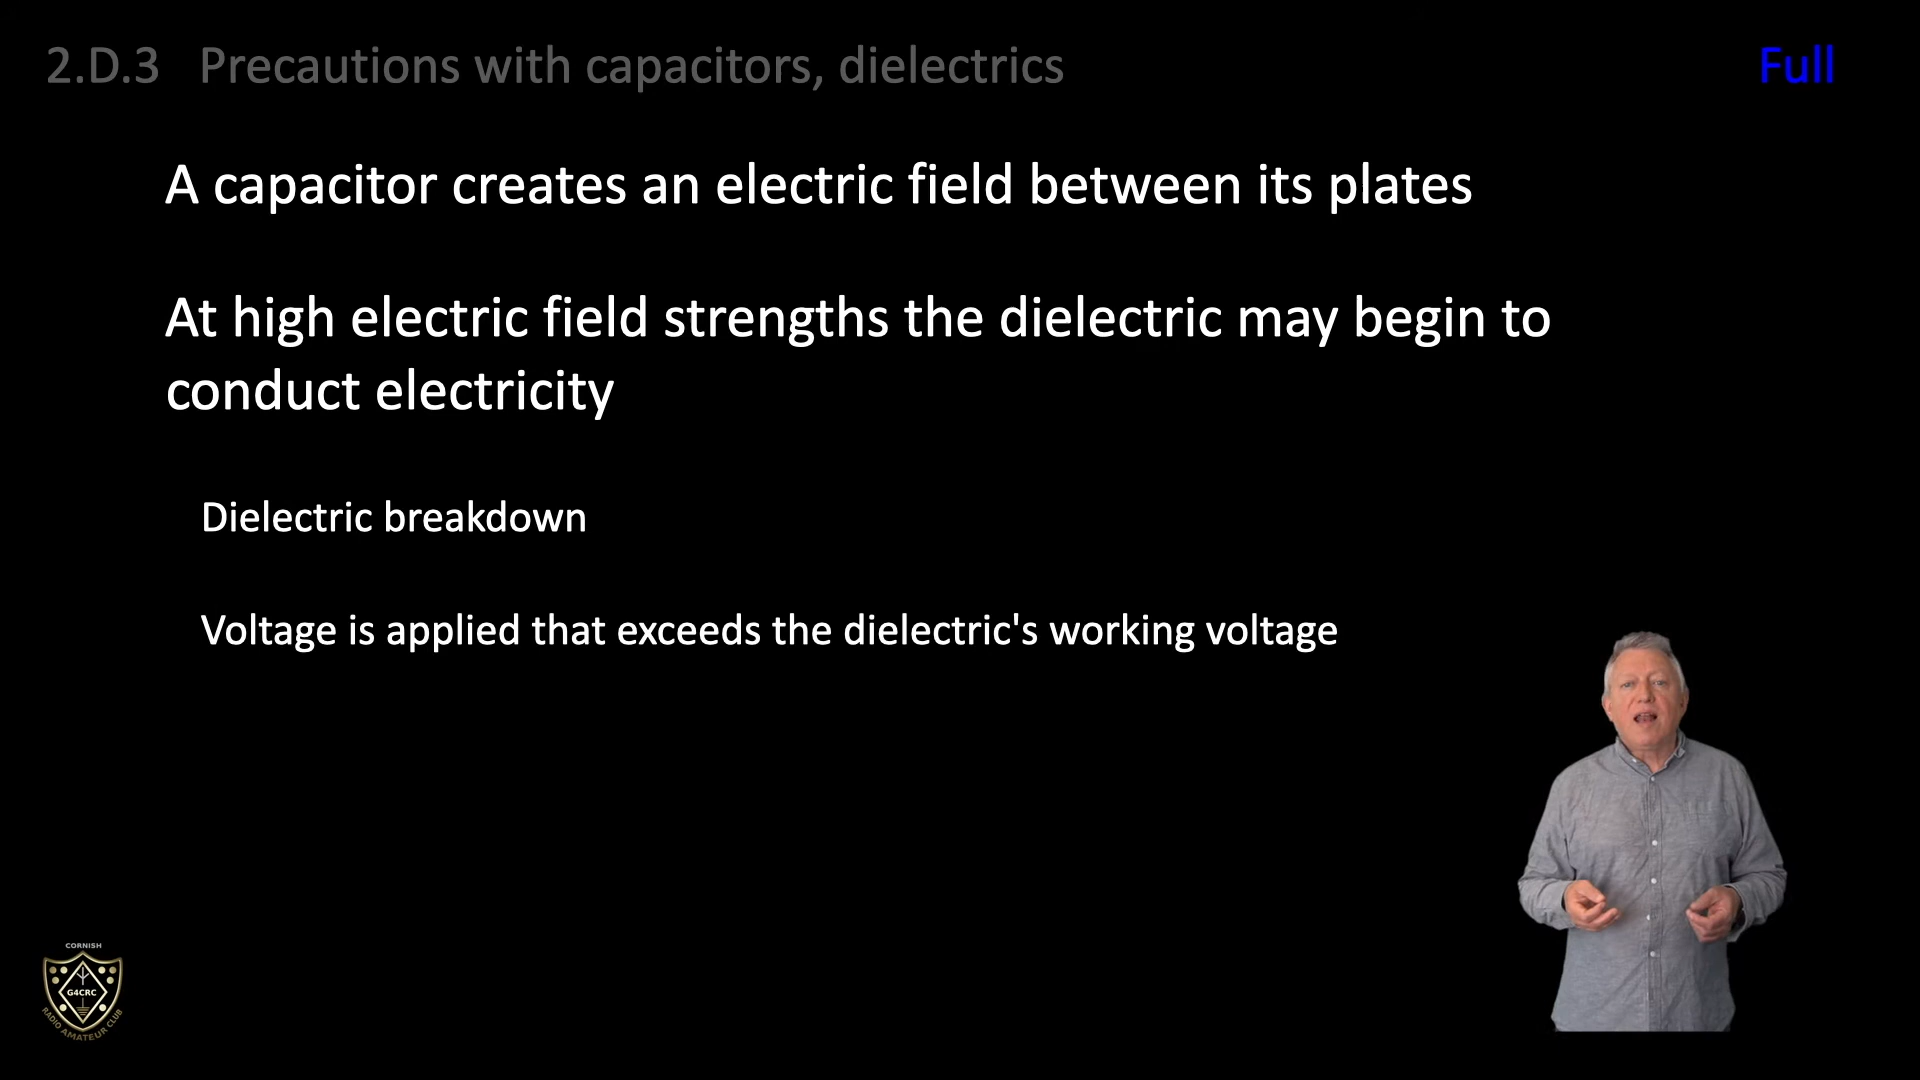 2.D.3 Precautions with capacitors, dielectrics
Full
A capacitor creates an electric field between its plates
At high electric field strengths the dielectric may begin to
conduct electricity
Dielectric breakdown
Voltage is applied that exceeds the dielectric's working voltage
CORNISH
G4CRC
RADIO AMATEUR CLUB